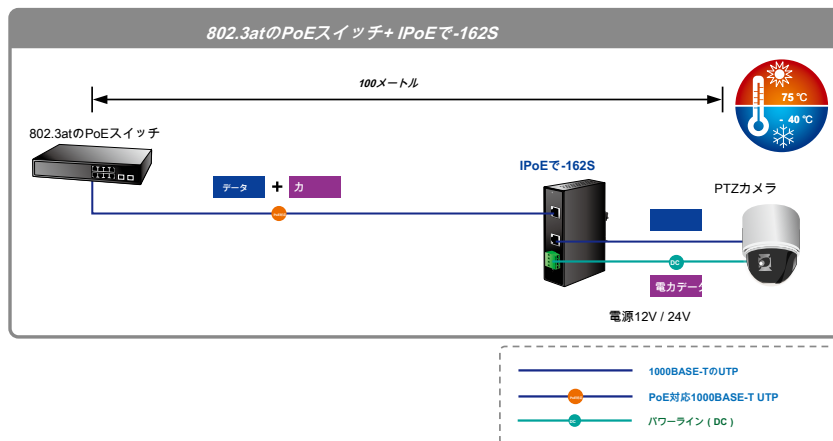 802.3atのPoEスイッチ+ IPoEで-162S
100メートル
75 ℃
- 40 ℃
802.3atのPoEスイッチ
IPoEで-162S
データ + 力
PTZカメラ
DC
電力データ
電源12V / 24V
1000BASE-TのUTP
PoE対応1000BASE-T UTP
DC
パワーライン ( DC )